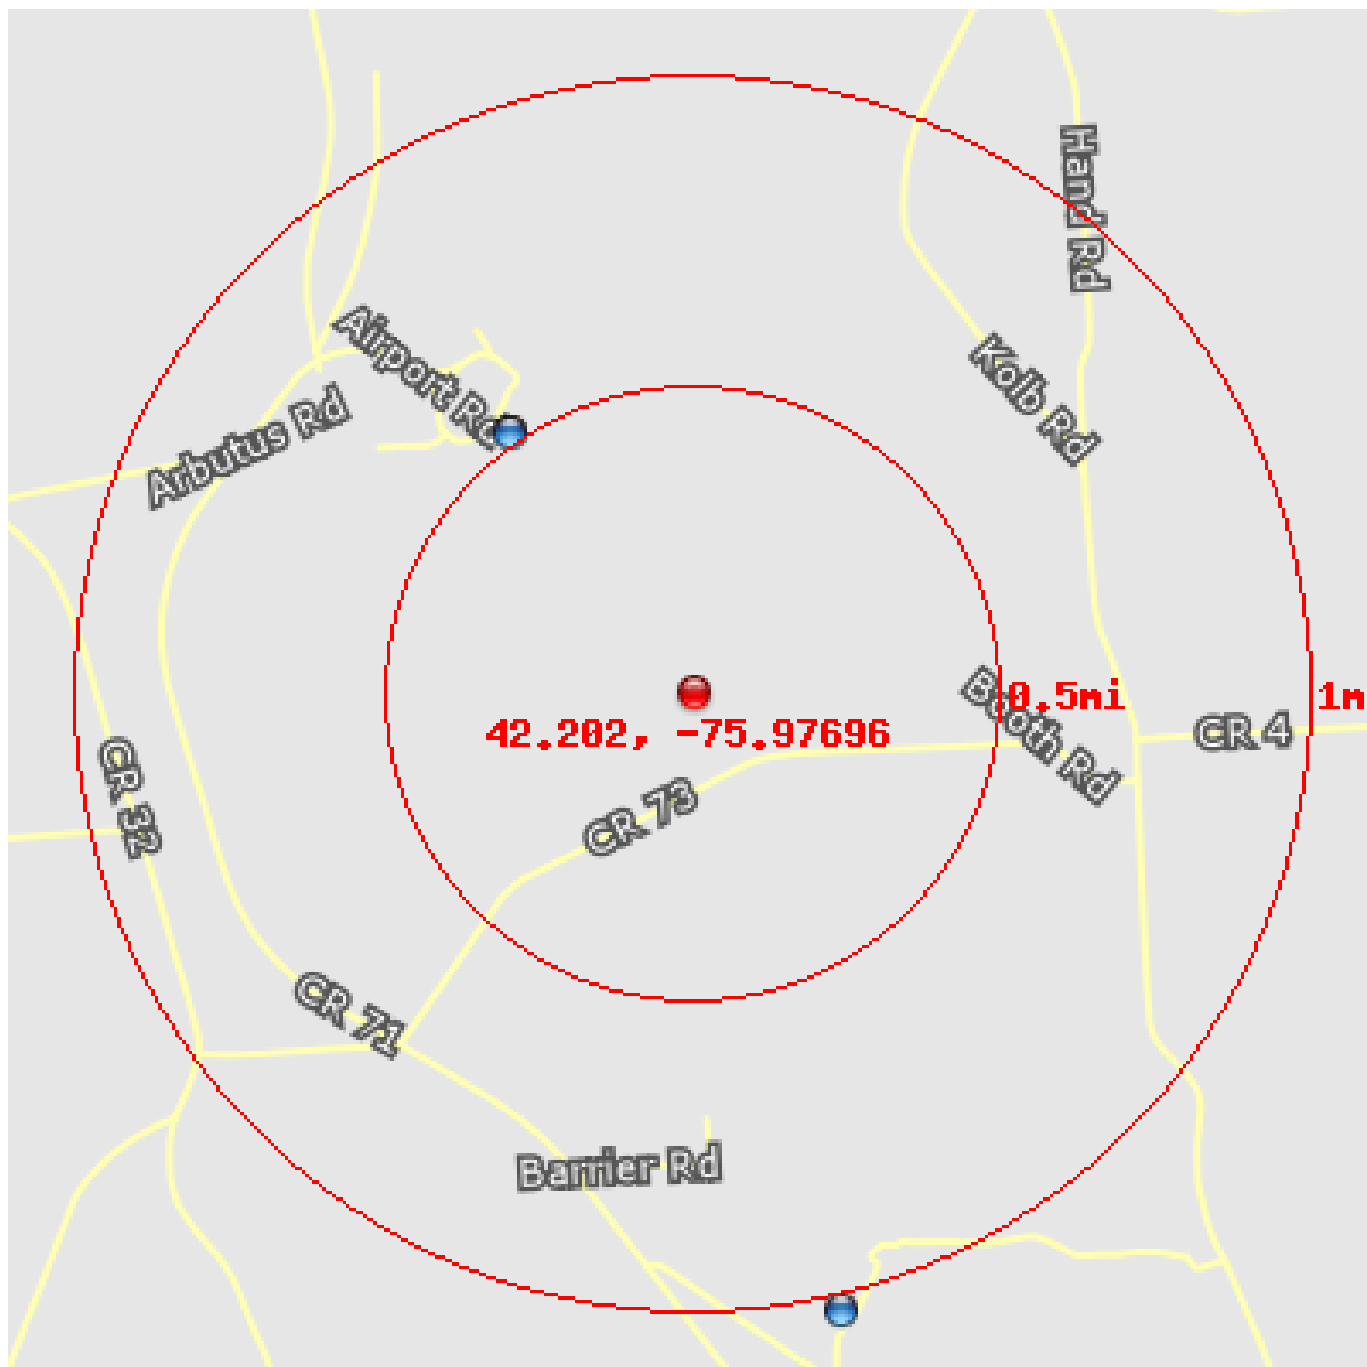 Hand Rd
Airport Rd
Kolb Rd
Arbutus Rd
0.5mi
1m
42.202, -75.97696
Booth Rd
CR 4
CR 32
CR 73
CR 71
Barrier Rd